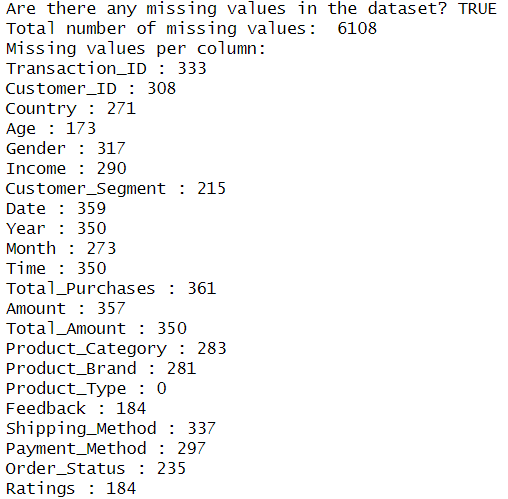 Are there any missing values in the dataset? TRUE
Total number of missing values:  6108
Missing values per column:
Transaction_ID : 333
Customer_ID : 308
Country : 271
Age : 173
Gender : 317
Income : 290
Customer_Segment : 215
Date : 359
Year : 350
Month : 273
Time : 350
Total_Purchases : 361
Amount : 357
Total_Amount : 350
Product_Category : 283
Product_Brand : 281
Product_Type : 0
Feedback : 184
Shipping_Method : 337
Payment_Method : 297
Order_Status : 235
Ratings : 184